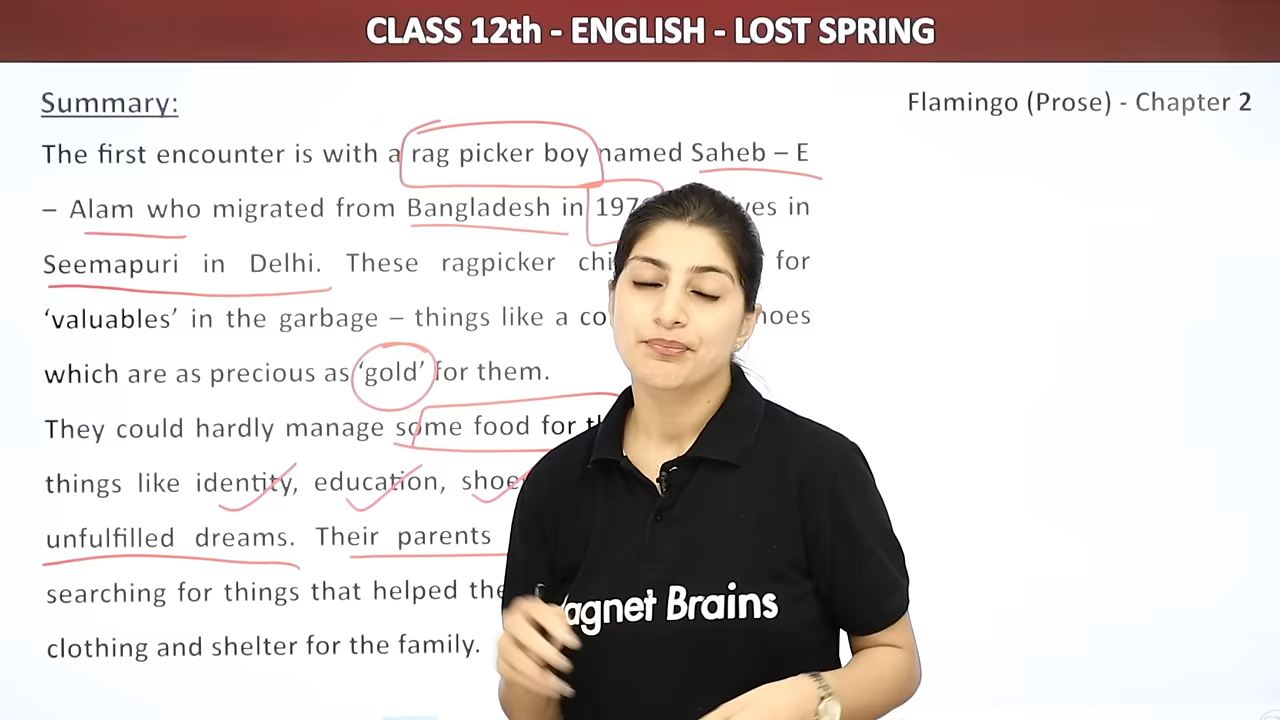 CLASS 12th - ENGLISH - LOST SPRING
Summary:
Flamingo (Prose) - Chapter 2
The first encounter is with a rag picker boy named Saheb – E
– Alam who migrated from Bangladesh in in
Seemapuri in Delhi. These ragpicker for
‘valuables’ in the garbage – things like a
which are as precious as ‘gold’ for them.
They could hardly manage some food for
things like identity, education,
unfulfilled dreams. Their parents
searching for things that helped
clothing and shelter for the family.
Magnet Brains